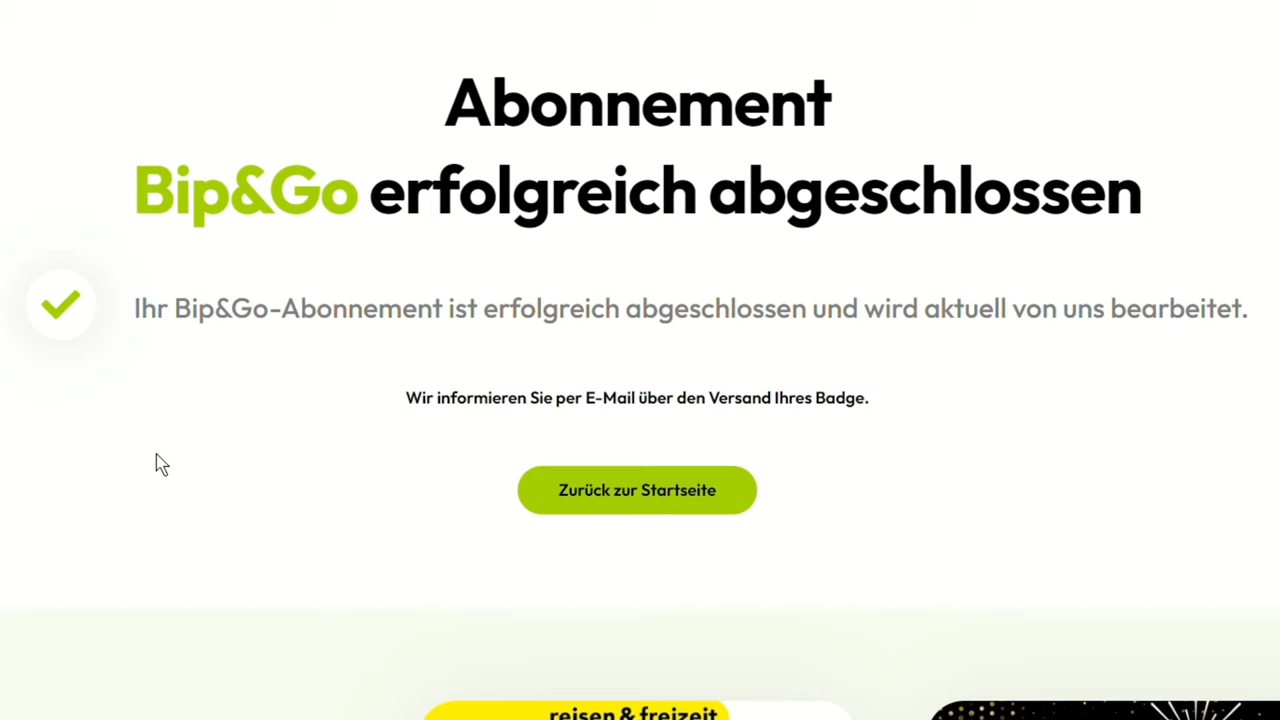 Abonnement
Bip&Go erfolgreich abgeschlossen
Ihr Bip&Go-Abonnement ist erfolgreich abgeschlossen und wird aktuell von uns bearbeitet.
Wir informieren Sie per E-Mail über den Versand Ihres Badge.
Zurück zur Startseite
reisen & freizeit